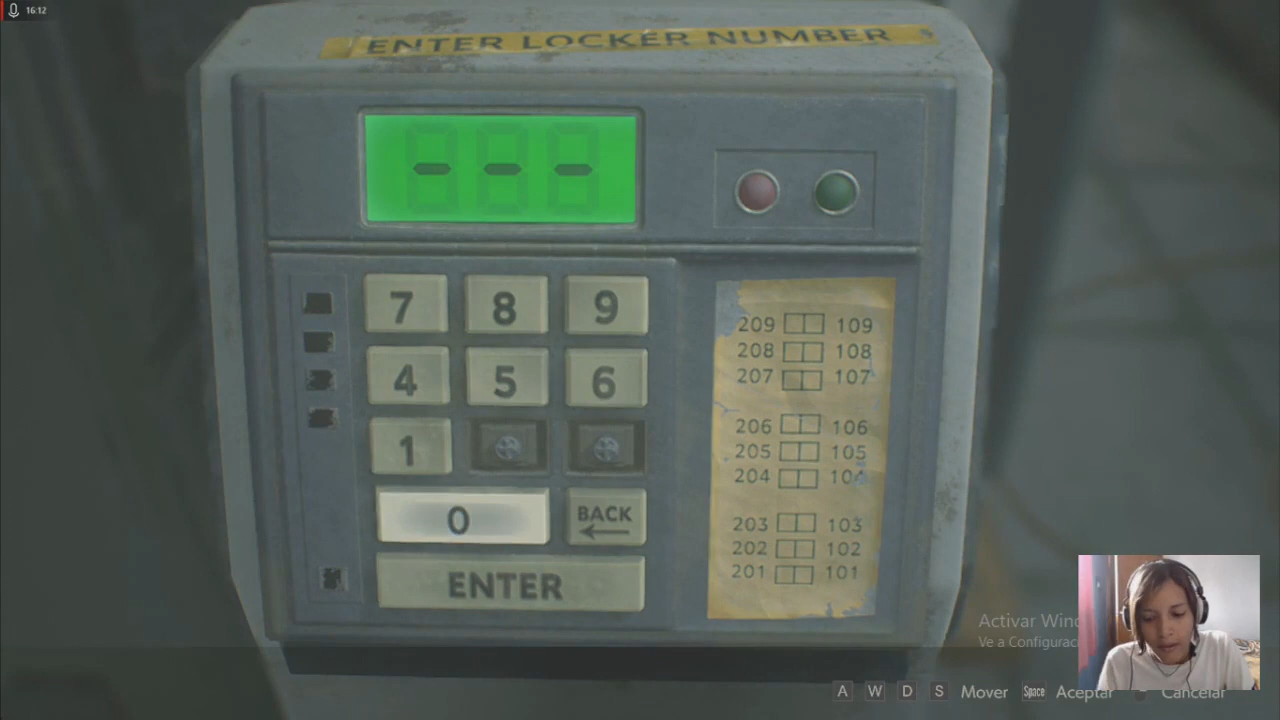 16:12
ENTER LOCKER NUMBER
- - -
7 8 9
4 5 6
1
0 BACK
ENTER
209 109
208 108
207 107
206 106
205 105
204 104
203 103
202 102
201 101
Activar Wind
Ve a Configurac
A W D S Mover Space Aceptar Cancelar